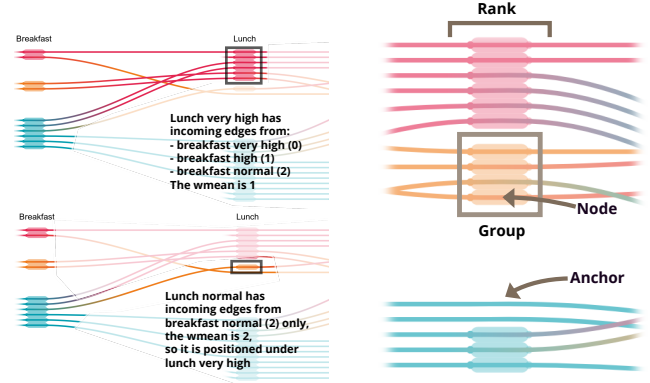 Breakfast
Lunch
Lunch very high has
incoming edges from:
- breakfast very high (0)
- breakfast high (1)
- breakfast normal (2)
The wmean is 1
Breakfast
Lunch
Lunch normal has
incoming edges from
breakfast normal (2) only,
the wmean is 2,
so it is positioned under
lunch very high
Rank
Node
Group
Anchor